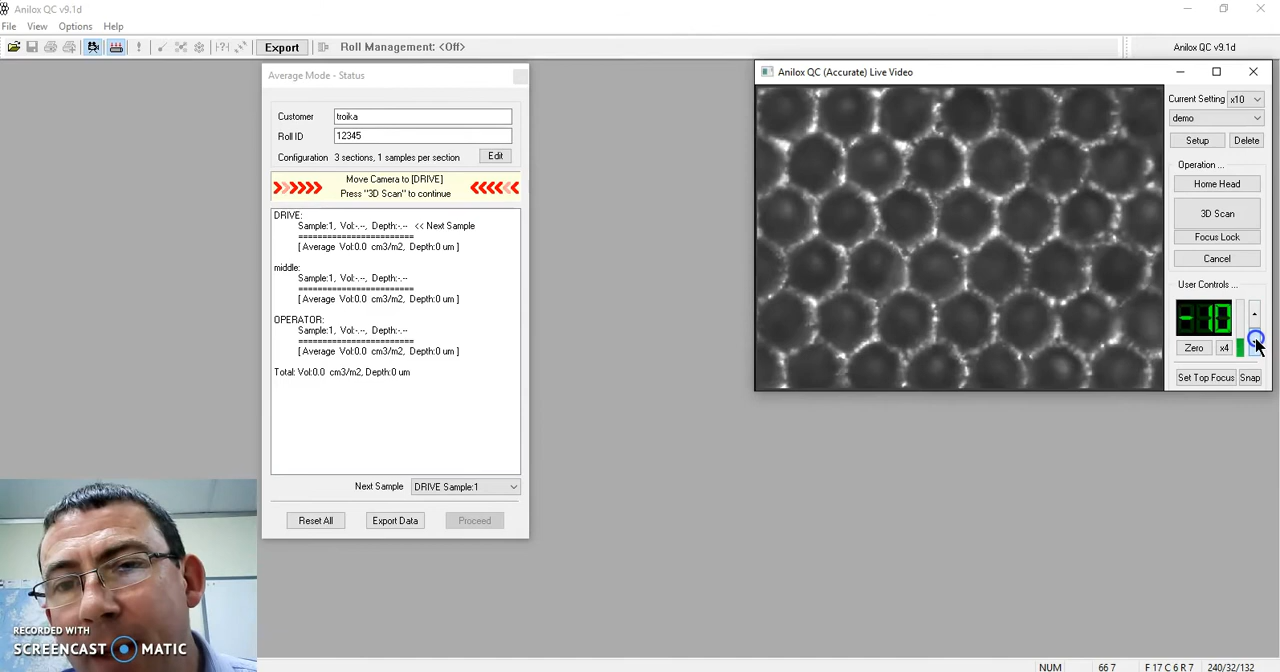 Anilox QC v9.1d
File View Options Help
Export Roll Management: <Off> Anilox QC v9.1d
Average Mode - Status
Customer troika
Roll ID 12345
Configuration 3 sections, 1 samples per section Edit
Move Camera to [DRIVE]
Press "3D Scan" to continue
DRIVE:
Sample:1, Vol:-.--, Depth:-.-- << Next Sample
========================
[ Average Vol:0.0 cm3/m2, Depth:0 um ]
middle:
Sample:1, Vol:-.--, Depth:-.--
========================
[ Average Vol:0.0 cm3/m2, Depth:0 um ]
OPERATOR:
Sample:1, Vol:-.--, Depth:-.--
========================
[ Average Vol:0.0 cm3/m2, Depth:0 um ]
Total: Vol:0.0 cm3/m2, Depth:0 um
Next Sample DRIVE Sample:1
Reset All Export Data Proceed
Anilox QC (Accurate) Live Video
Current Setting x10
demo
Setup Delete
Operation ...
Home Head
3D Scan
Focus Lock
Cancel
User Controls ...
-10
Zero x4
Set Top Focus Snap
RECORDED WITH
SCREENCAST MATIC
NUM 66 7 F 17 C 6 R 7 240/32/132